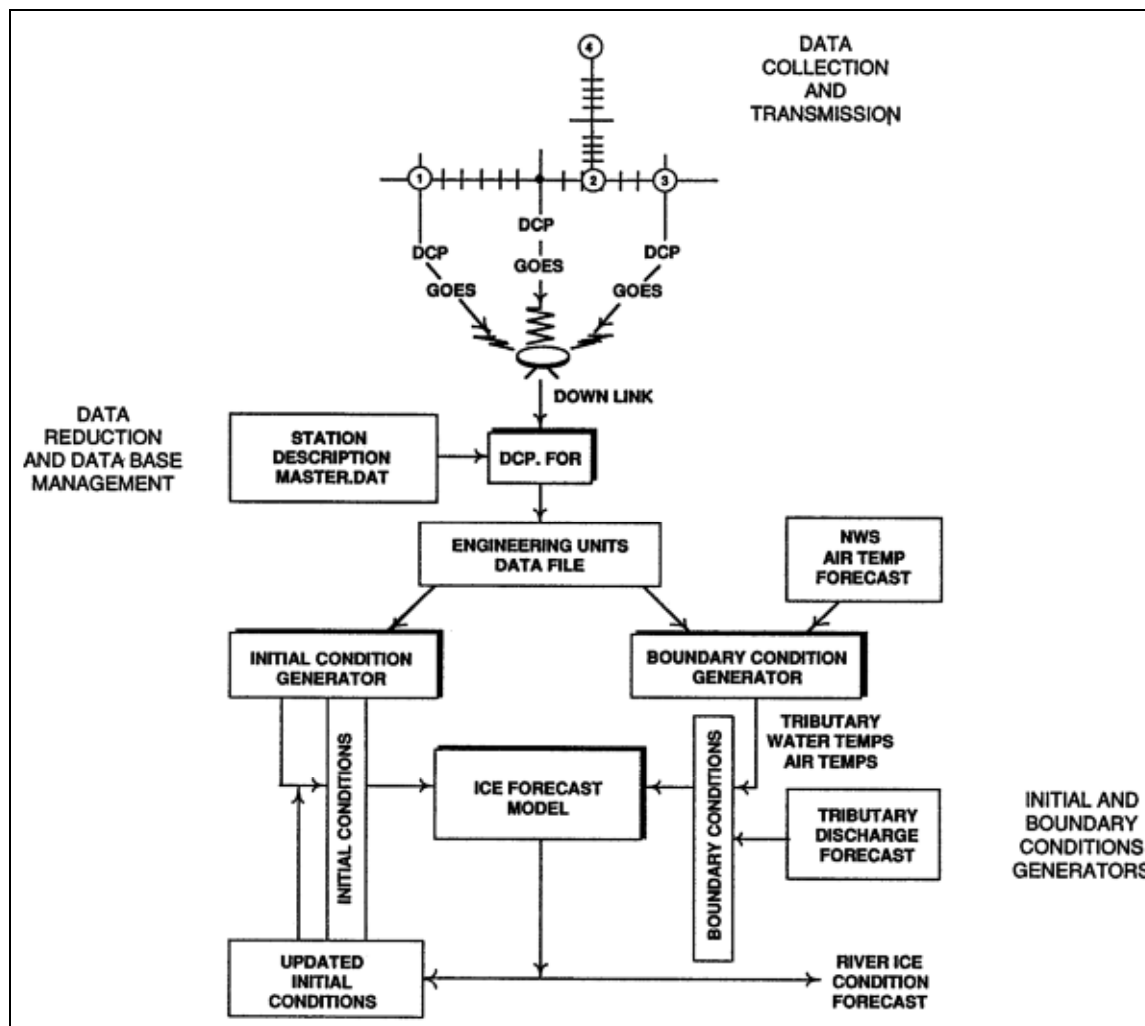 4
DATA
COLLECTION
AND
TRANSMISSION
1
2
3
DCP
DCP
DCP
GOES
GOES
GOES
DOWN LINK
DATA
REDUCTION
AND DATA BASE
MANAGEMENT
STATION
DESCRIPTION
MASTER.DAT
DCP. FOR
ENGINEERING UNITS
DATA FILE
NWS
AIR TEMP
FORECAST
INITIAL CONDITION
GENERATOR
BOUNDARY CONDITION
GENERATOR
TRIBUTARY
WATER TEMPS
AIR TEMPS
INITIAL CONDITIONS
ICE FORECAST
MODEL
BOUNDARY CONDITIONS
TRIBUTARY
DISCHARGE
FORECAST
INITIAL AND
BOUNDARY
CONDITIONS
GENERATORS
UPDATED
INITIAL
CONDITIONS
RIVER ICE
CONDITION
FORECAST